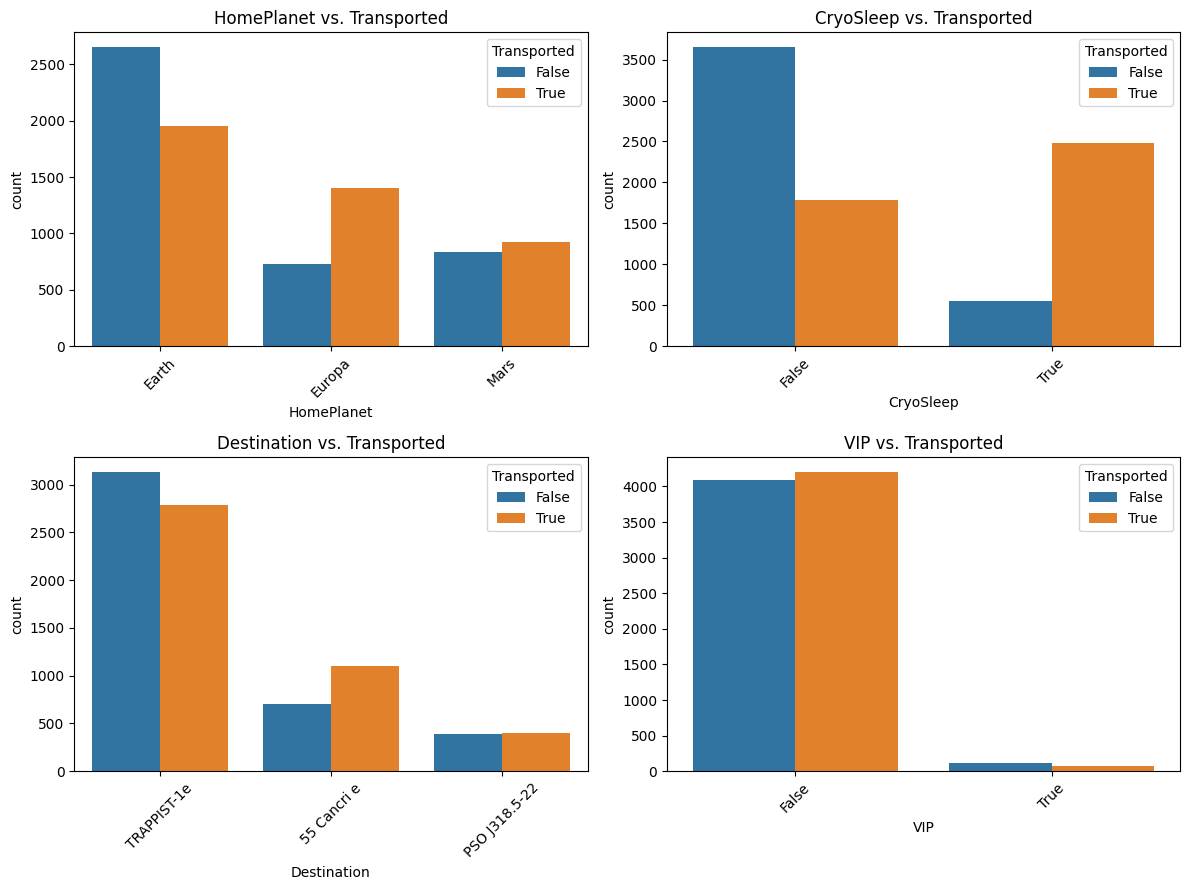 HomePlanet vs. Transported
Transported
False
True
2500
2000
1500
1000
500
0
count
Earth
Europa
Mars
HomePlanet
CryoSleep vs. Transported
Transported
False
True
3500
3000
2500
2000
1500
1000
500
0
count
False
True
CryoSleep
Destination vs. Transported
Transported
False
True
3000
2500
2000
1500
1000
500
0
count
TRAPPIST-1e
55 Cancri e
PSO J318.5-22
Destination
VIP vs. Transported
Transported
False
True
4000
3500
3000
2500
2000
1500
1000
500
0
count
False
True
VIP